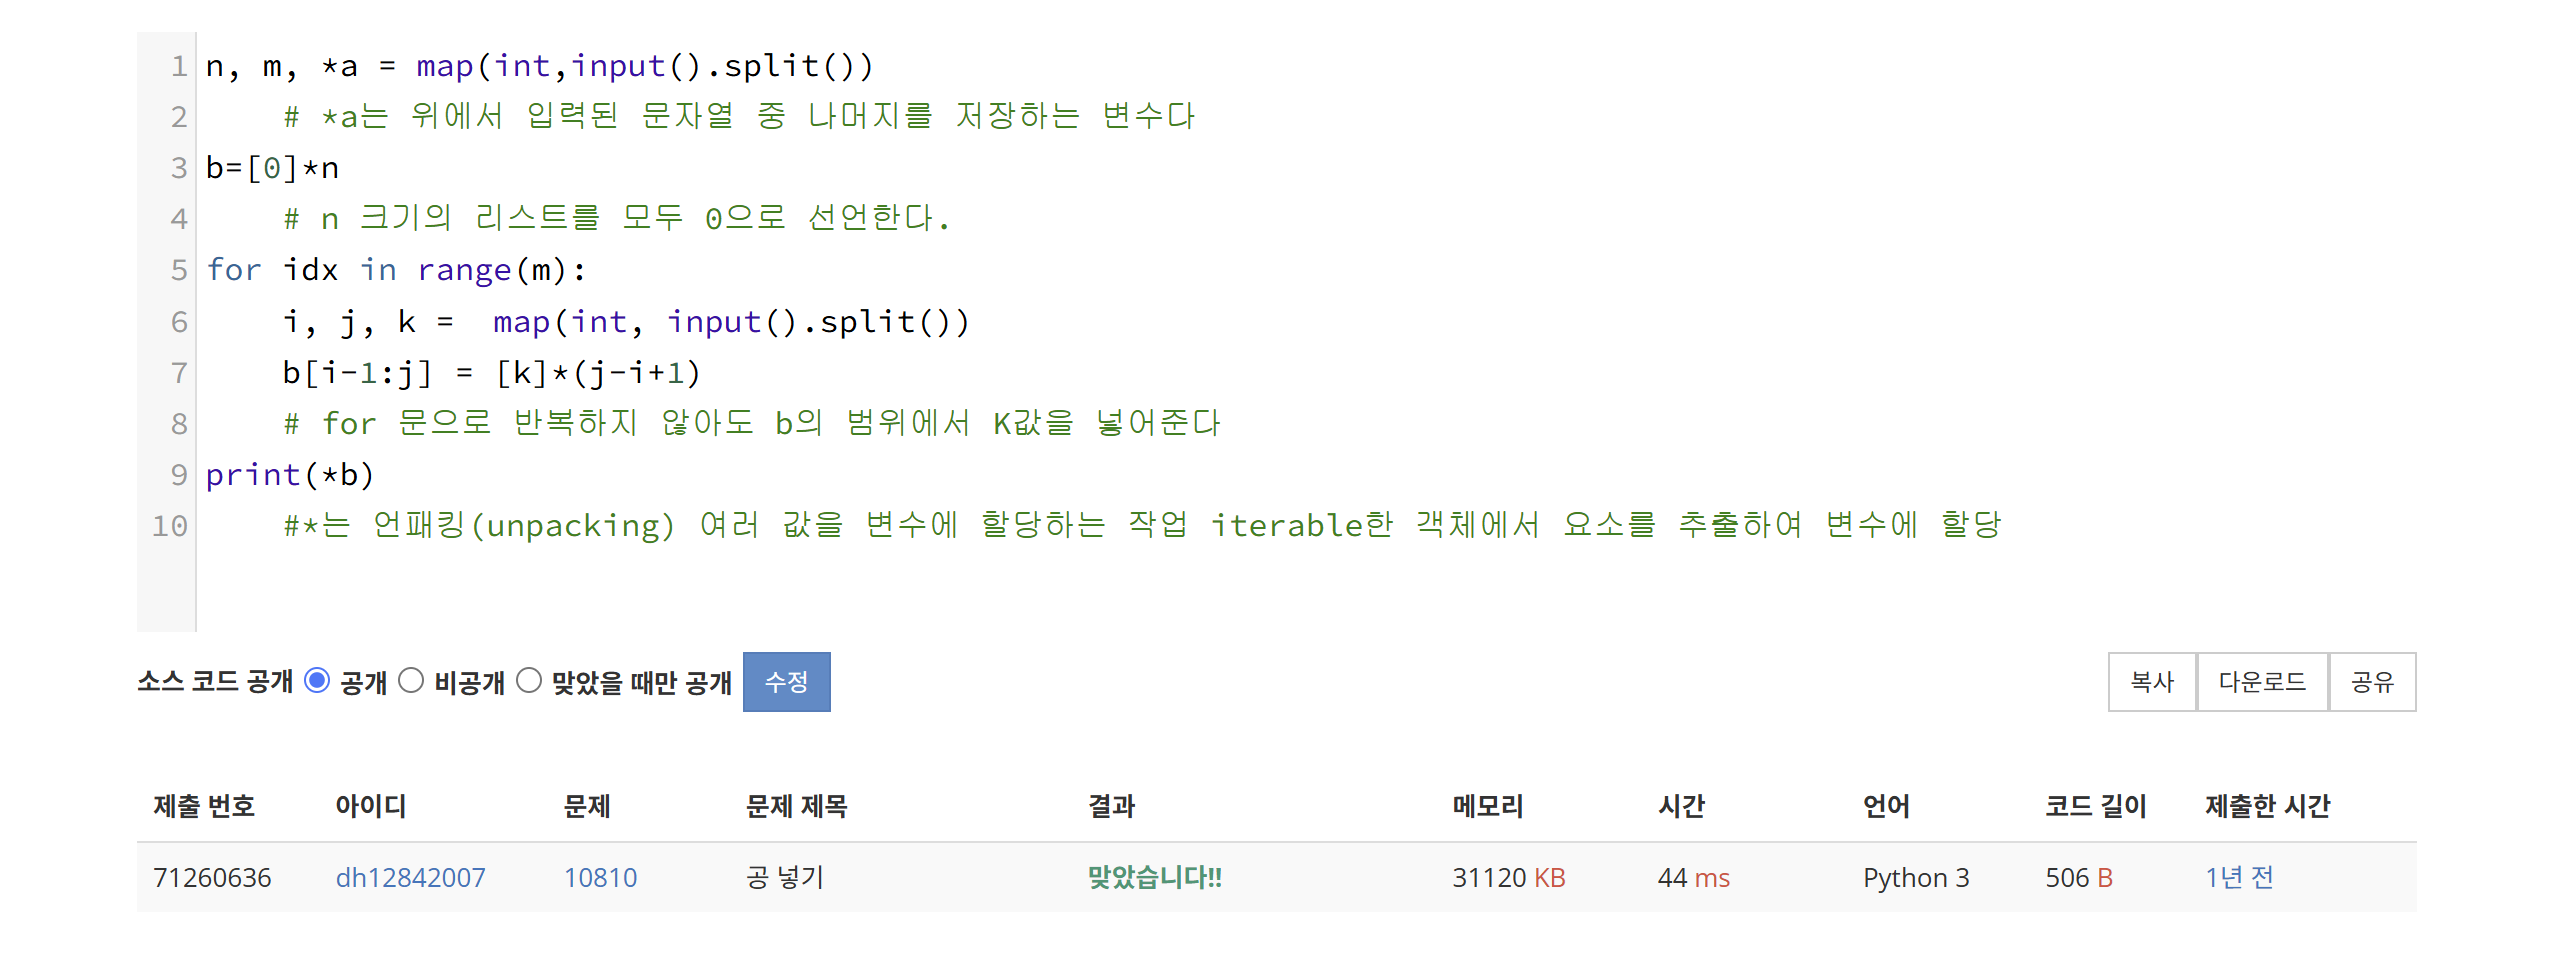 1 n, m, *a = map(int,input().split())
2     # *a는 위에서 입력된 문자열 중 나머지를 저장하는 변수다
3 b=[0]*n
4     # n 크기의 리스트를 모두 0으로 선언한다.
5 for idx in range(m):
6     i, j, k =  map(int, input().split())
7     b[i-1:j] = [k]*(j-i+1)
8     # for 문으로 반복하지 않아도 b의 범위에서 K값을 넣어준다
9 print(*b)
10     #*는 언패킹(unpacking) 여러 값을 변수에 할당하는 작업 iterable한 객체에서 요소를 추출하여 변수에 할당
소스 코드 공개 공개 비공개 맞았을 때만 공개 수정 복사 다운로드 공유
제출 번호 아이디 문제 문제 제목 결과 메모리 시간 언어 코드 길이 제출한 시간
71260636 dh12842007 10810 공 넣기 맞았습니다!! 31120 KB 44 ms Python 3 506 B 1년 전